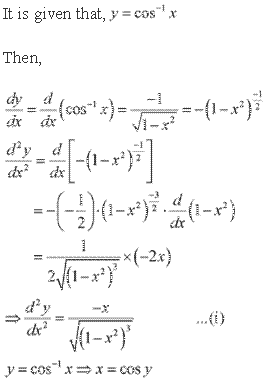 It is given that, y = cos⁻¹ x
Then,
dy/dx = d/dx (cos⁻¹ x) = -1/√(1-x²) = -(1-x²)^(-1/2)
d²y/dx² = d/dx [-(1-x²)^(-1/2)]
= -(-1/2)·(1-x²)^(-3/2)·d/dx(1-x²)
= 1/(2√((1-x²)³)) × (-2x)
⇒ d²y/dx² = -x/√((1-x²)³) ...(i)
y = cos⁻¹ x ⇒ x = cos y